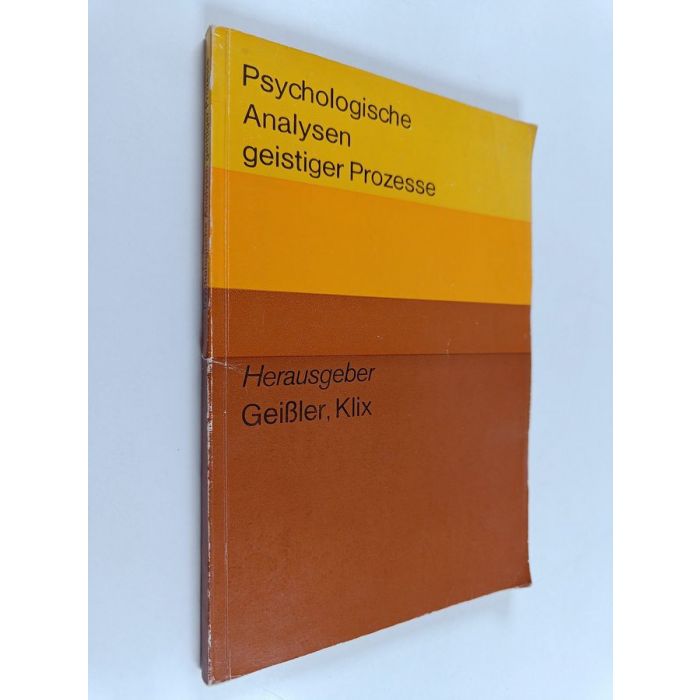 Psychologische
Analysen
geistiger Prozesse
Herausgeber
Geißler, Klix